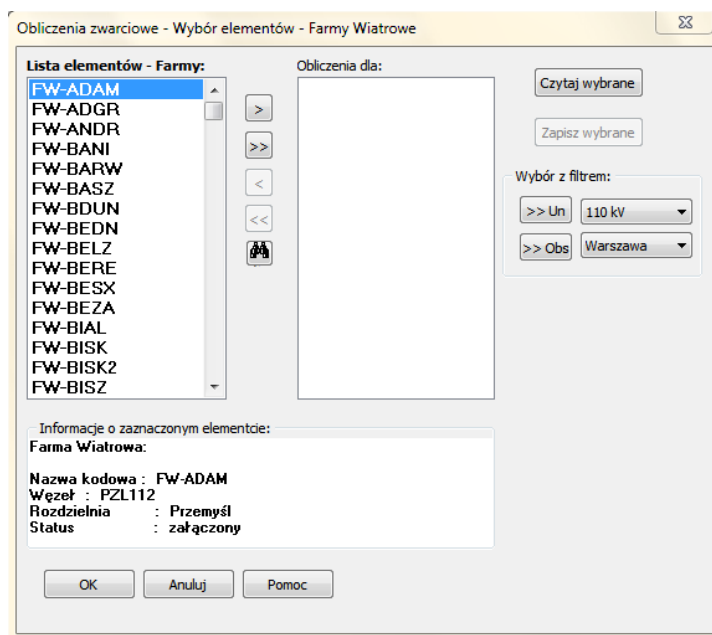 Obliczenia zwarciowe - Wybór elementów - Farmy Wiatrowe
Lista elementów - Farmy:
FW-ADAM
FW-ADGR
FW-ANDR
FW-BANI
FW-BARW
FW-BASZ
FW-BDUN
FW-BEDN
FW-BELZ
FW-BERE
FW-BESX
FW-BEZA
FW-BIAL
FW-BISK
FW-BISK2
FW-BISZ
>
>>
<
<<
Obliczenia dla:
Czytaj wybrane
Zapisz wybrane
Wybór z filtrem:
>> Un 110 kV
>> Obs Warszawa
Informacje o zaznaczonym elemencie:
Farma Wiatrowa:
Nazwa kodowa : FW-ADAM
Węzeł : PZL112
Rozdzielnia : Przemyśl
Status : załączony
OK Anuluj Pomoc